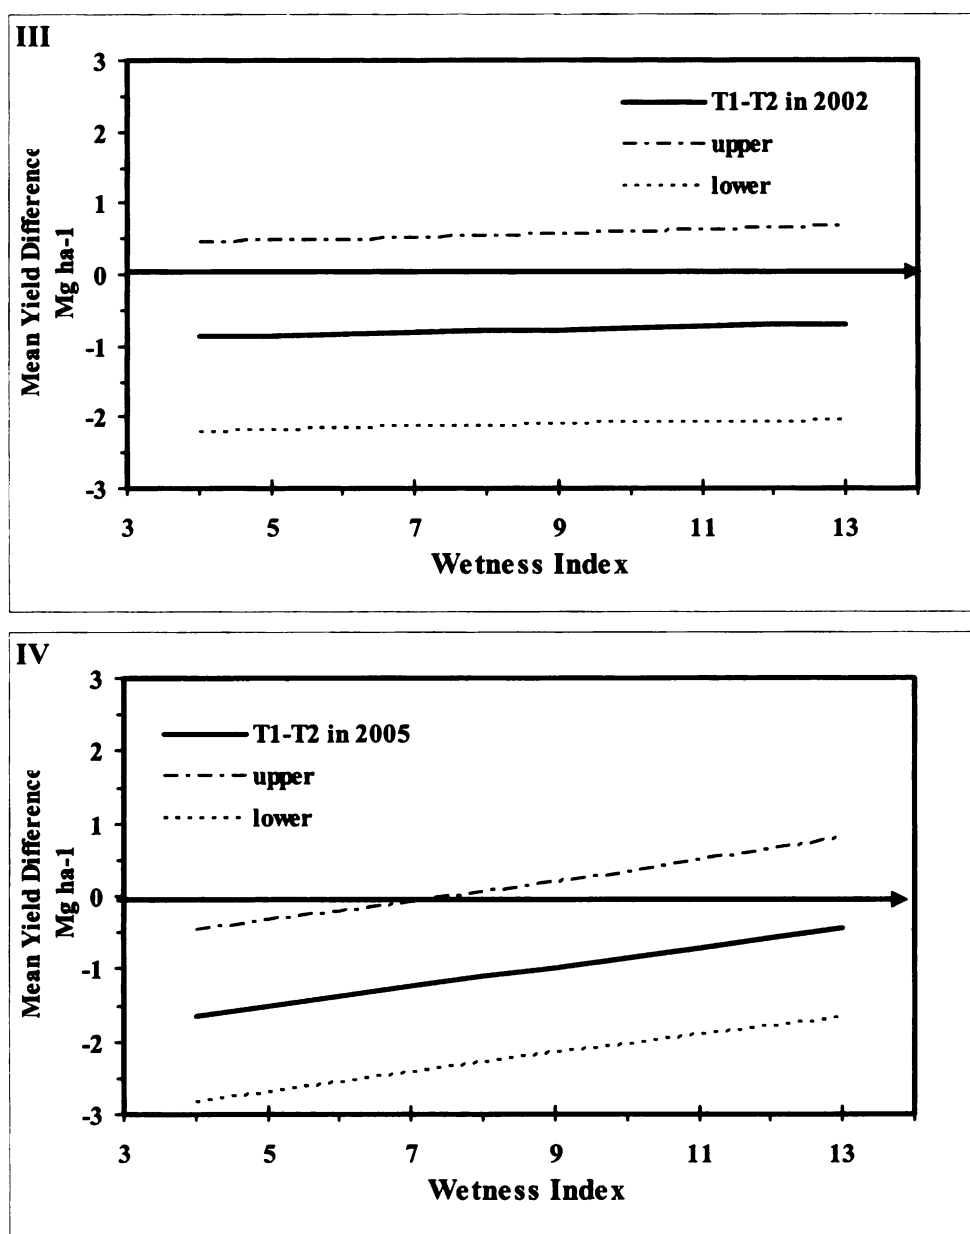 III
3
2
1
0
-1
-2
-3
Mean Yield Difference
Mg ha-1
T1-T2 in 2002
upper
lower
3 5 7 9 11 13
Wetness Index
IV
3
2
1
0
-1
-2
-3
Mean Yield Difference
Mg ha-1
T1-T2 in 2005
upper
lower
3 5 7 9 11 13
Wetness Index